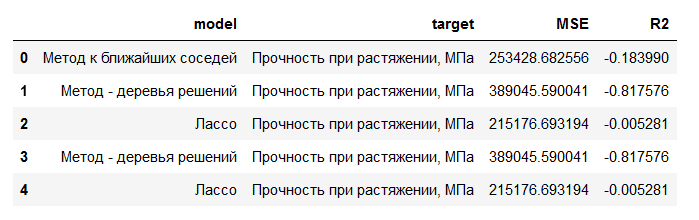 model target MSE R2
0 Метод к ближайших соседей Прочность при растяжении, МПа 253428.682556 -0.183990
1 Метод - деревья решений Прочность при растяжении, МПа 389045.590041 -0.817576
2 Лассо Прочность при растяжении, МПа 215176.693194 -0.005281
3 Метод - деревья решений Прочность при растяжении, МПа 389045.590041 -0.817576
4 Лассо Прочность при растяжении, МПа 215176.693194 -0.005281